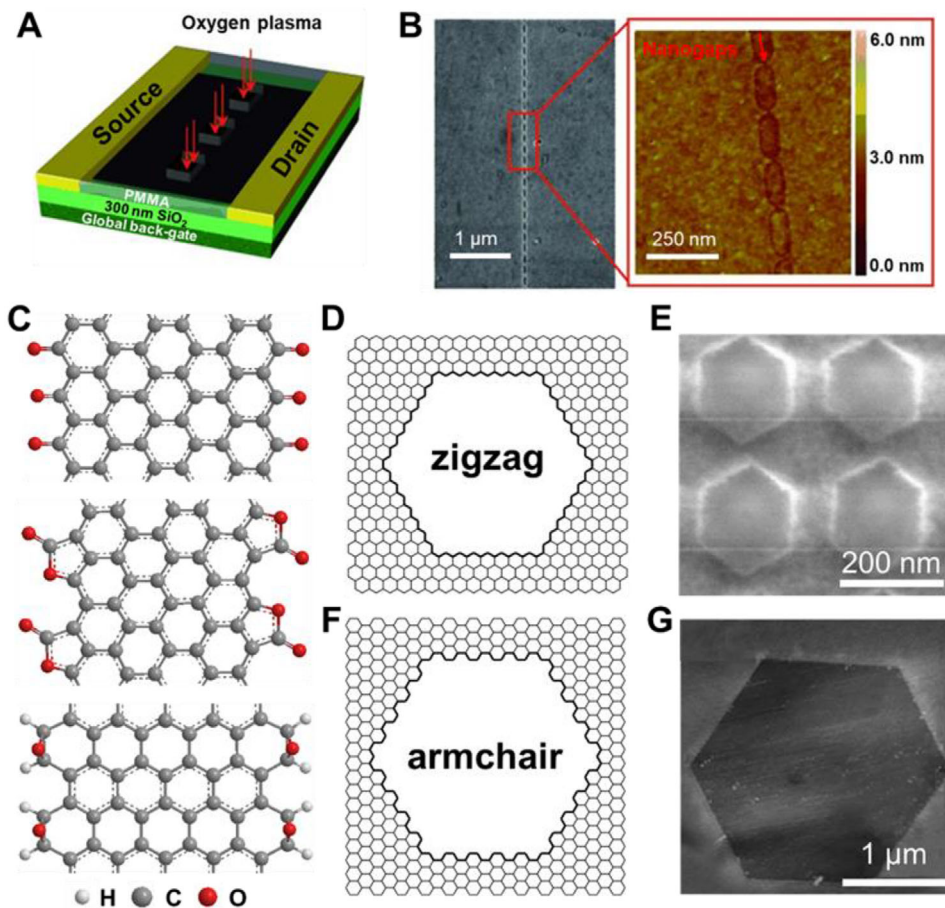 A
Oxygen plasma
Source
Drain
PMMA
300 nm SiO₂
Global back-gate
B
1 μm
Nanogaps
250 nm
6.0 nm
3.0 nm
0.0 nm
C
H C O
D
zigzag
E
200 nm
F
armchair
G
1 μm